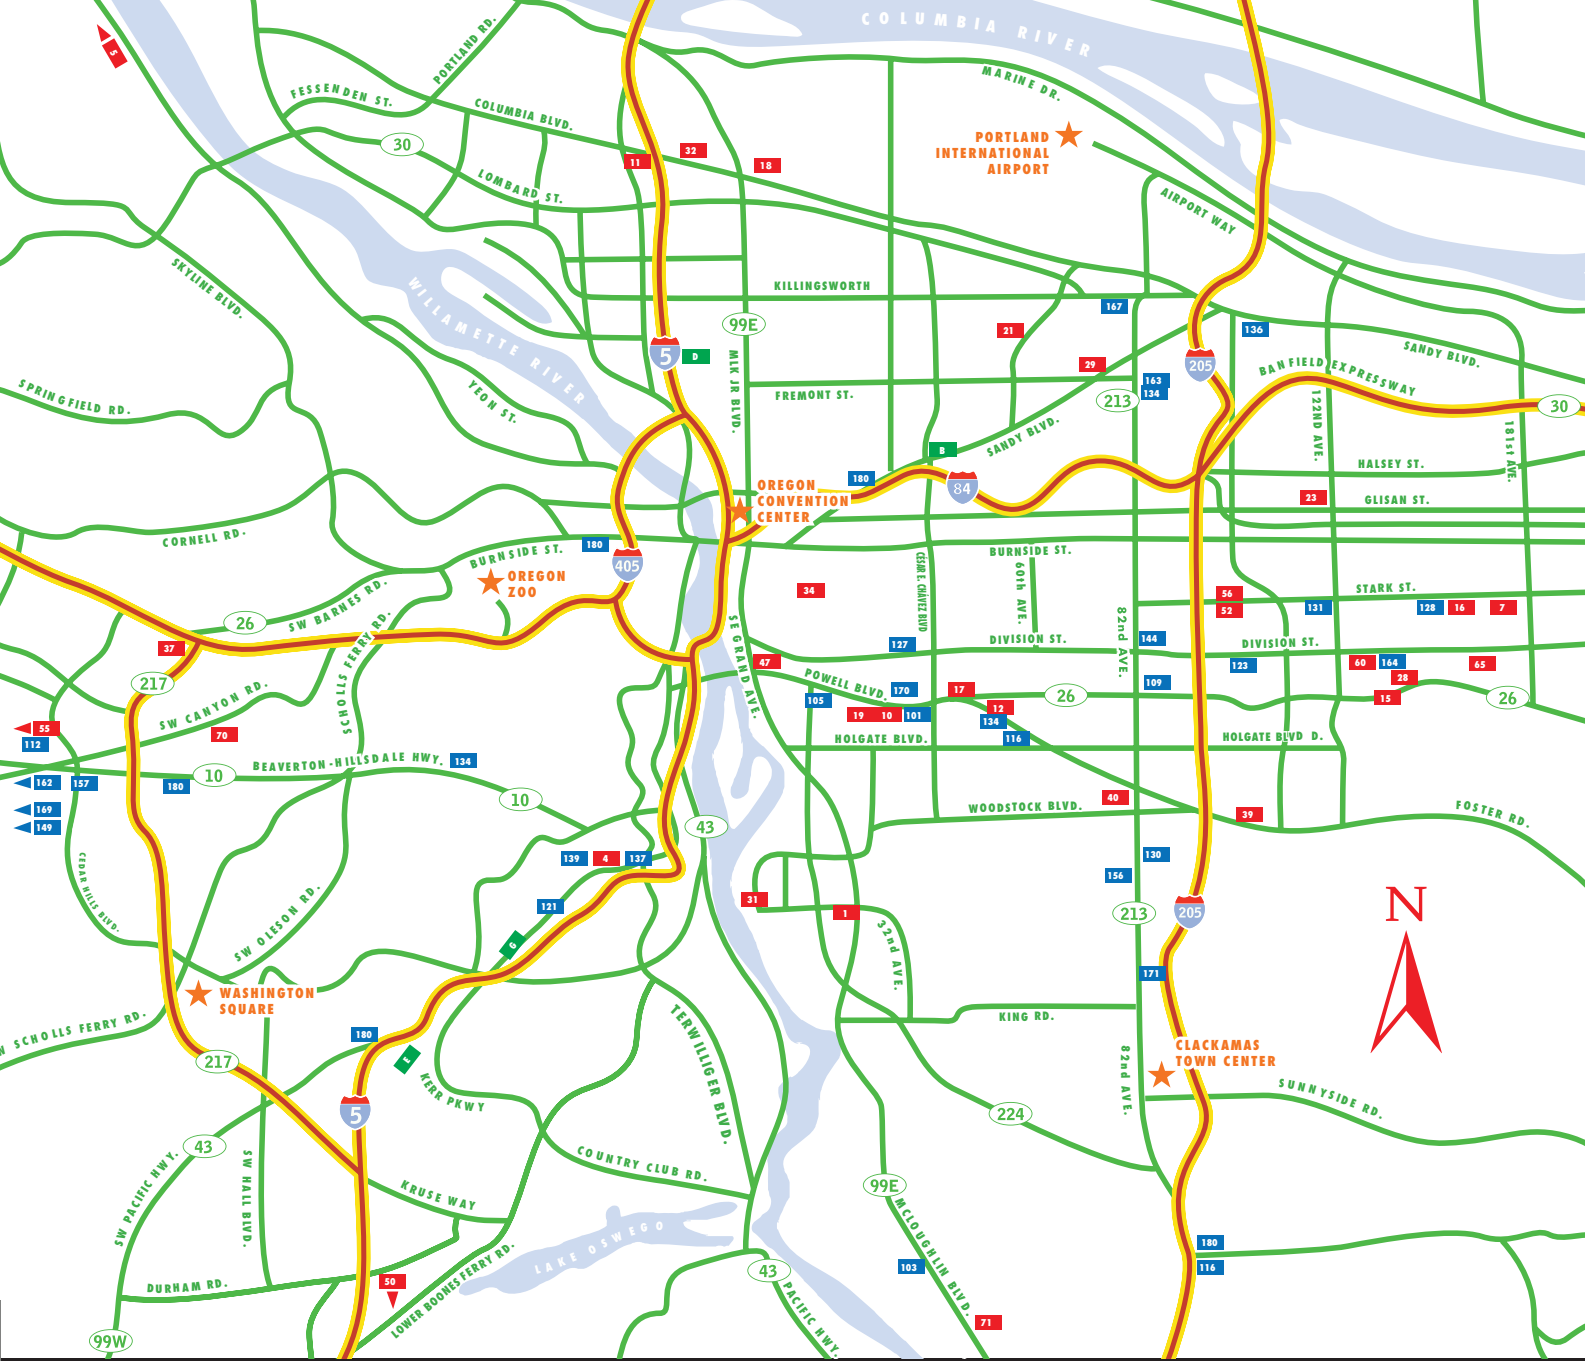 COLUMBIA RIVER
5
PORTLAND RD.
FESSENDEN ST.
COLUMBIA BLVD.
MARINE DR.
30
PORTLAND
INTERNATIONAL
AIRPORT
32
11
18
LOMBARD ST.
AIRPORT WAY
SKYLINE BLVD.
WILLAMETTE RIVER
KILLINGSWORTH
167
99E
21
136
5
D
MLK JR BLVD.
29
205
SANDY BLVD.
BANFIELD EXPRESSWAY
163
134
SPRINGFIELD RD.
YEON ST.
FREMONT ST.
213
122ND AVE.
30
SANDY BLVD.
B
181st AVE.
HALSEY ST.
180
84
OREGON
CONVENTION
CENTER
23
GLISAN ST.
CORNELL RD.
BURNSIDE ST.
180
405
BURNSIDE ST.
OREGON
ZOO
CÉSAR E. CHÁVEZ BLVD
60th AVE.
34
STARK ST.
56
52
131
128
16
7
SW BARNES RD.
26
SCHOLLS FERRY RD.
SE GRAND AVE.
82nd AVE.
37
127
DIVISION ST.
144
DIVISION ST.
47
123
60
164
65
28
217
SW CANYON RD.
POWELL BLVD.
170
17
26
109
15
26
105
55
112
70
19
10
101
12
134
116
HOLGATE BLVD.
HOLGATE BLVD D.
BEAVERTON-HILLSDALE HWY.
134
10
162
157
180
10
169
149
40
WOODSTOCK BLVD.
39
FOSTER RD.
43
CEDAR HILLS BLVD.
139
4
137
130
156
SW OLESON RD.
121
31
1
32nd AVE.
213
205
N
G
171
WASHINGTON
SQUARE
SW SCHOLLS FERRY RD.
TERWILLIGER BLVD.
KING RD.
180
217
CLACKAMAS
TOWN CENTER
82nd AVE.
KERR PKWY
5
SUNNYSIDE RD.
224
43
SW PACIFIC HWY.
SW HALL BLVD.
COUNTRY CLUB RD.
KRUSE WAY
99E
MCLOUGHLIN BLVD.
LAKE OSWEGO
180
116
103
43
PACIFIC HWY.
DURHAM RD.
50
LOWER BOONES FERRY RD.
71
99W